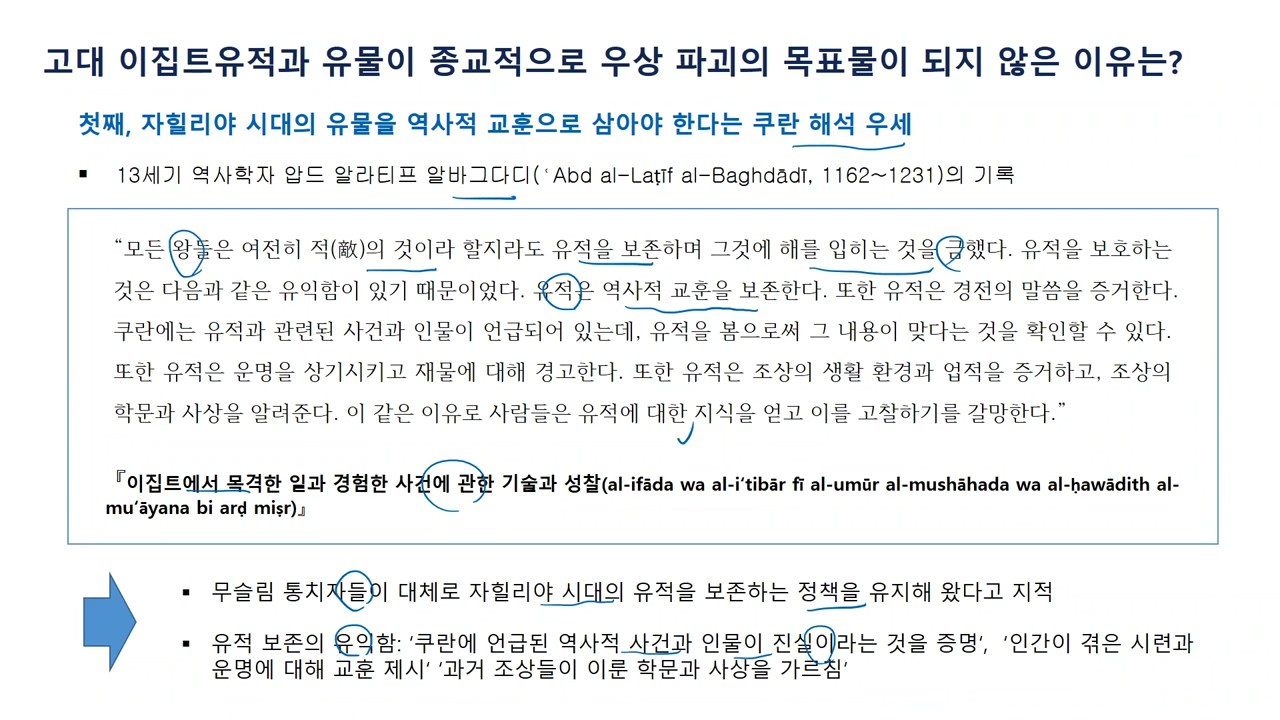 고대 이집트유적과 유물이 종교적으로 우상 파괴의 목표물이 되지 않은 이유는?
첫째, 자힐리야 시대의 유물을 역사적 교훈으로 삼아야 한다는 쿠란 해석 우세
▪ 13세기 역사학자 압드 알라티프 알바그다디(ʿAbd al-Laṭīf al-Baghdādī, 1162~1231)의 기록
“모든 왕들은 여전히 적(敵)의 것이라 할지라도 유적을 보존하며 그것에 해를 입히는 것을 금했다. 유적을 보호하는
것은 다음과 같은 유익함이 있기 때문이었다. 유적은 역사적 교훈을 보존한다. 또한 유적은 경전의 말씀을 증거한다.
쿠란에는 유적과 관련된 사건과 인물이 언급되어 있는데, 유적을 봄으로써 그 내용이 맞다는 것을 확인할 수 있다.
또한 유적은 운명을 상기시키고 재물에 대해 경고한다. 또한 유적은 조상의 생활 환경과 업적을 증거하고, 조상의
학문과 사상을 알려준다. 이 같은 이유로 사람들은 유적에 대한 지식을 얻고 이를 고찰하기를 갈망한다.”
『이집트에서 목격한 일과 경험한 사건에 관한 기술과 성찰(al-ifāda wa al-i’tibār fī al-umūr al-mushāhada wa al-ḥawādith al-
mu‘āyana bi arḍ miṣr)』
▪ 무슬림 통치자들이 대체로 자힐리야 시대의 유적을 보존하는 정책을 유지해 왔다고 지적
▪ 유적 보존의 유익함: ‘쿠란에 언급된 역사적 사건과 인물이 진실이라는 것을 증명’, ‘인간이 겪은 시련과
운명에 대해 교훈 제시‘ ‘과거 조상들이 이룬 학문과 사상을 가르침’